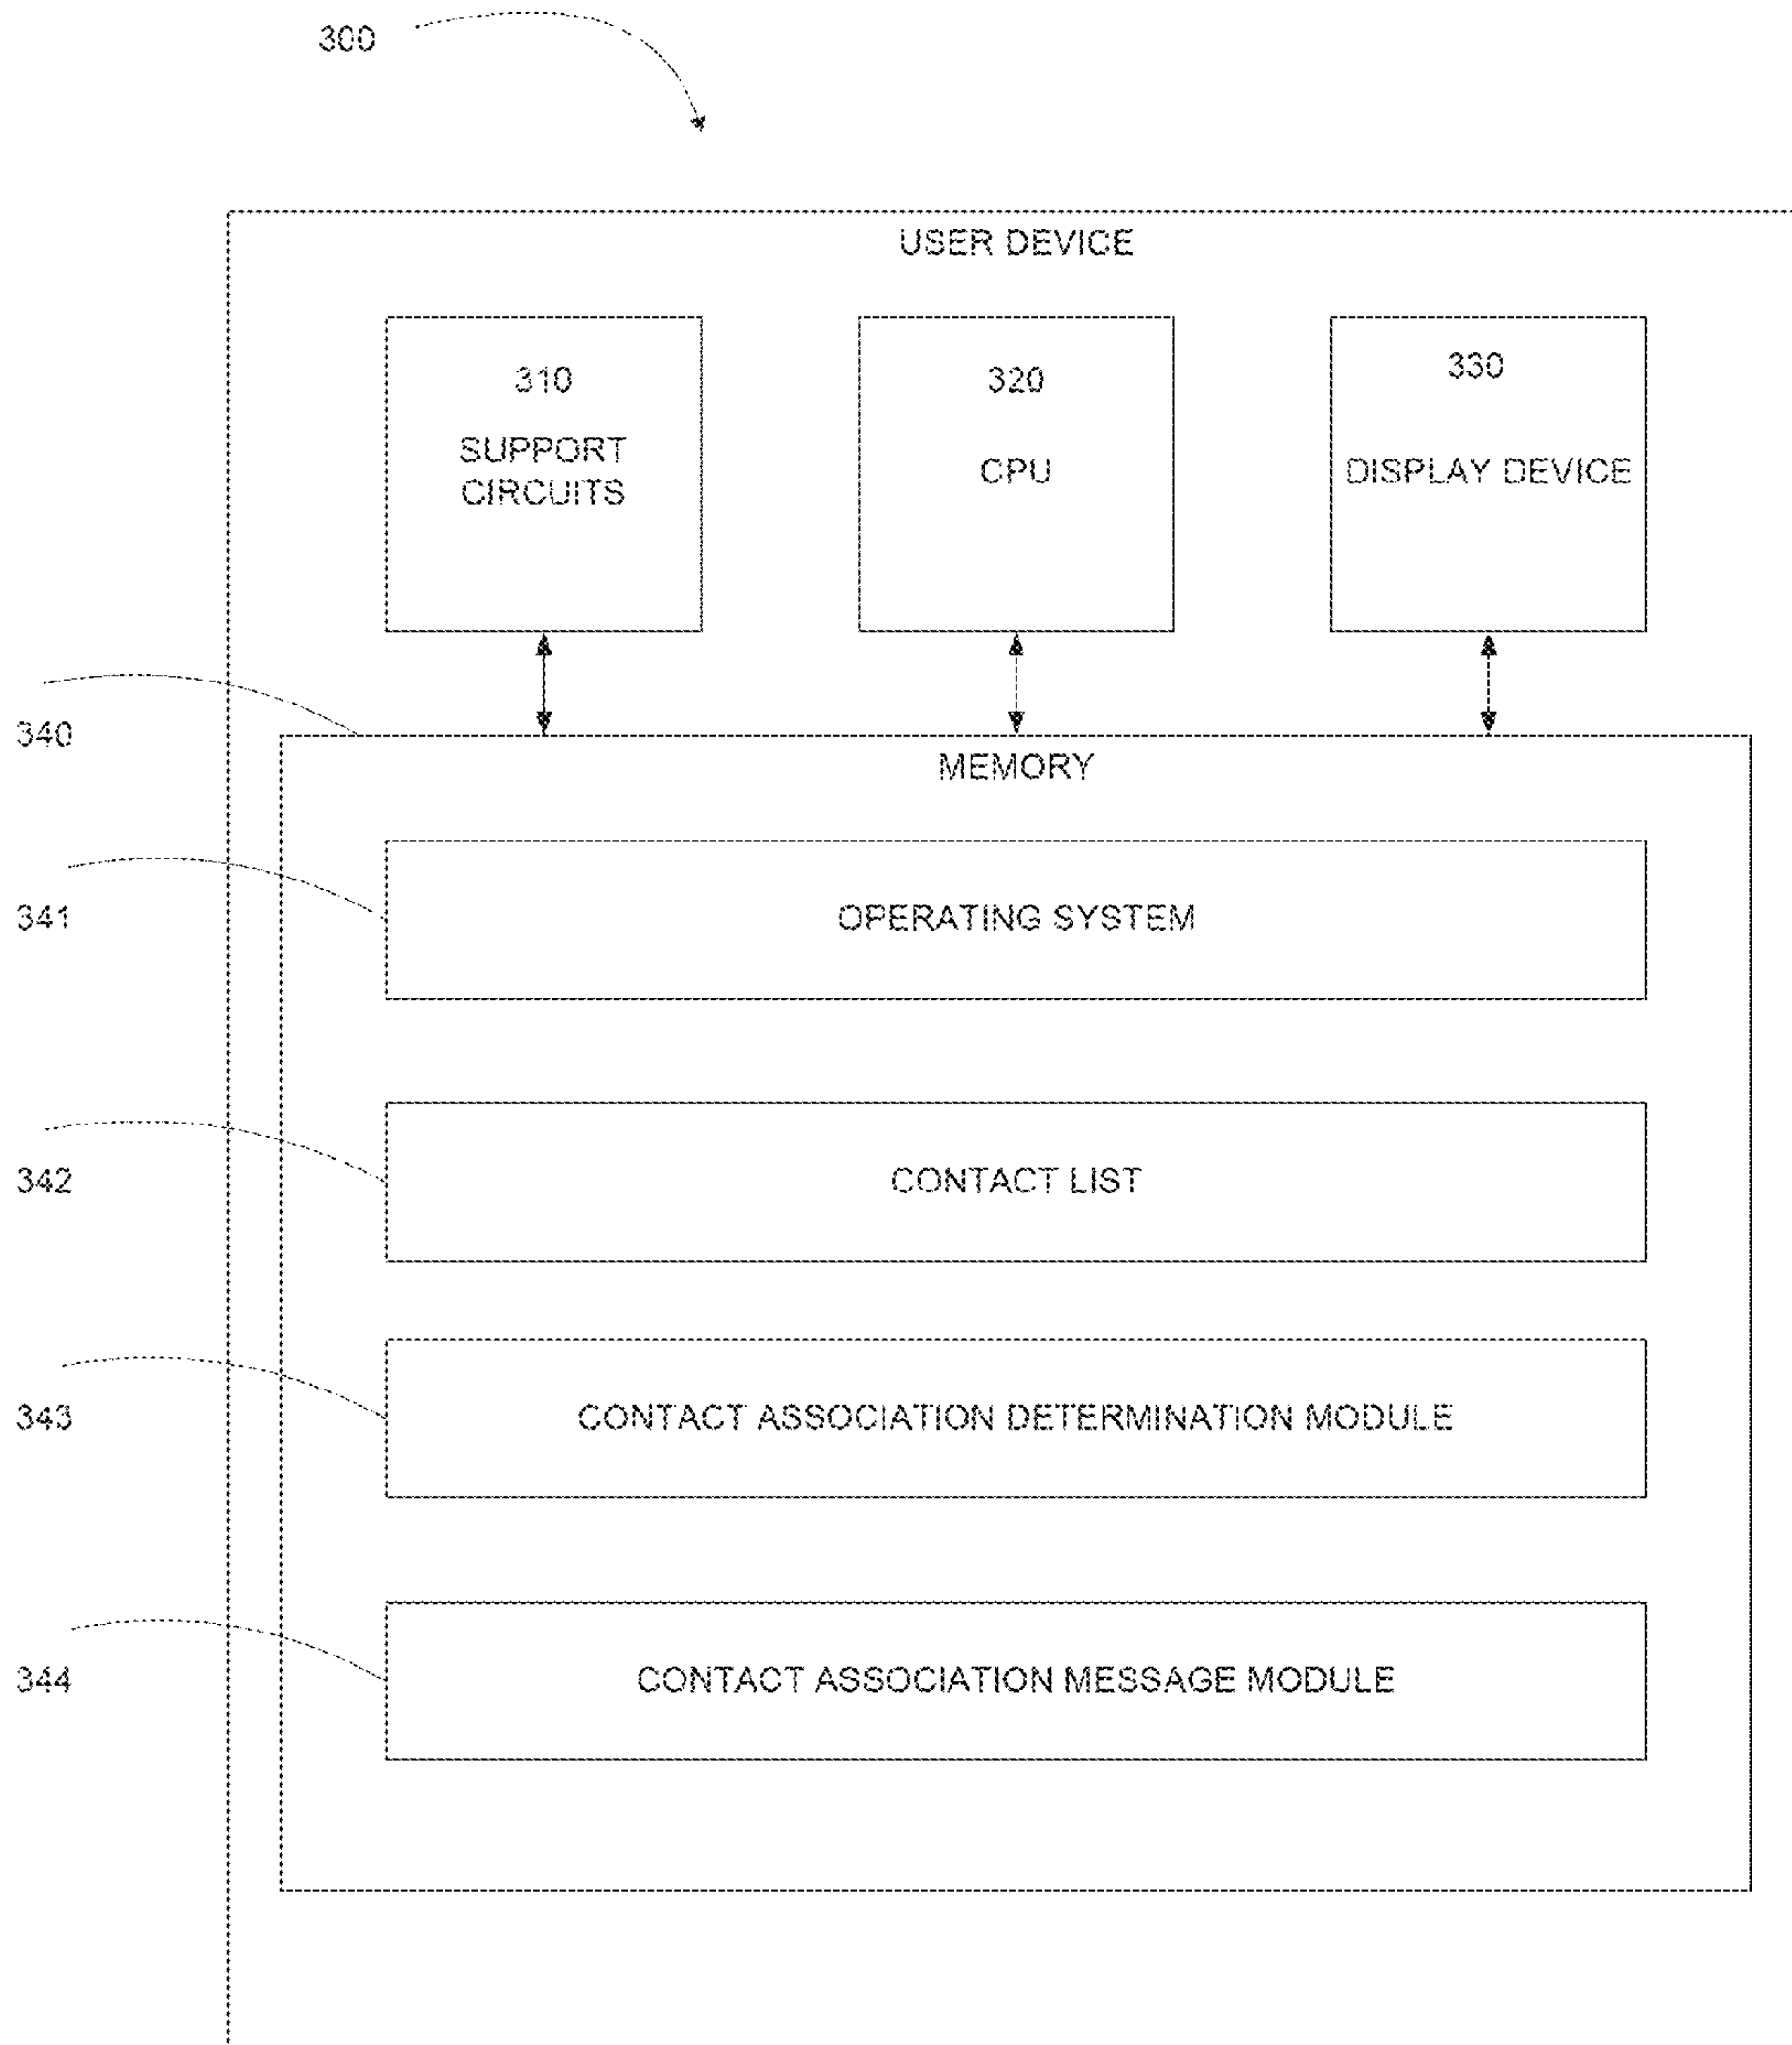 300
USER DEVICE
310
SUPPORT
CIRCUITS
320
CPU
330
DISPLAY DEVICE
340
MEMORY
341
OPERATING SYSTEM
342
CONTACT LIST
343
CONTACT ASSOCIATION DETERMINATION MODULE
344
CONTACT ASSOCIATION MESSAGE MODULE